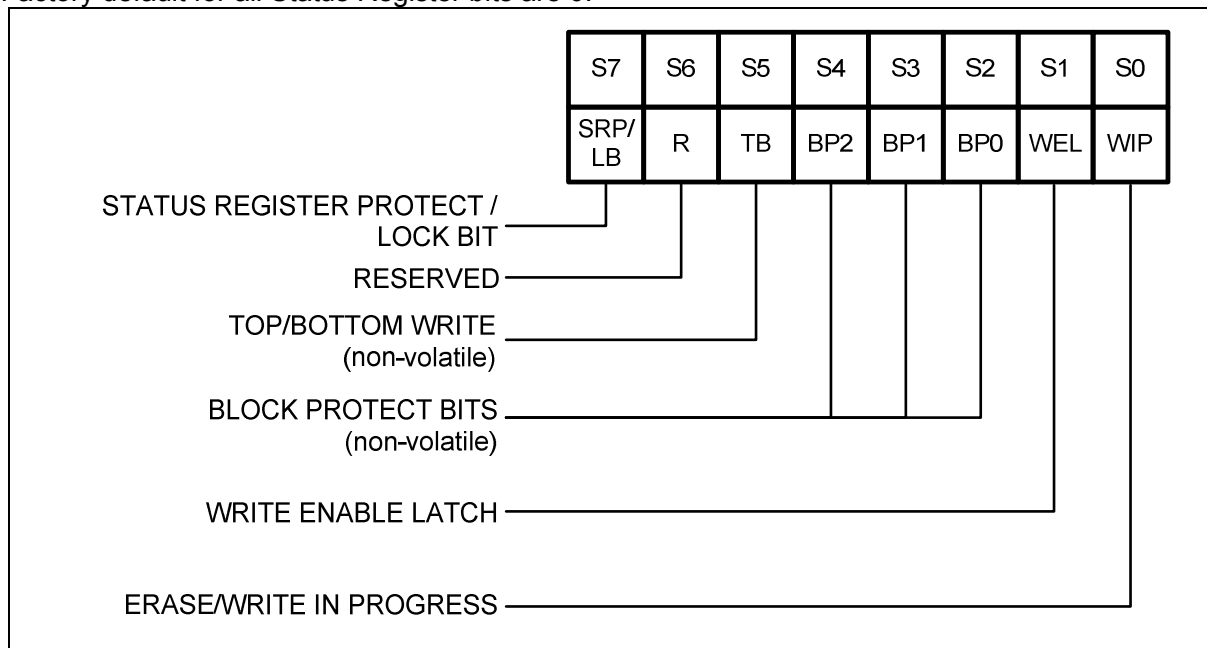 Factory default for all Status Register bits are 0.
S7 S6 S5 S4 S3 S2 S1 S0
SRP/
LB R TB BP2 BP1 BP0 WEL WIP
STATUS REGISTER PROTECT /
LOCK BIT
RESERVED
TOP/BOTTOM WRITE
(non-volatile)
BLOCK PROTECT BITS
(non-volatile)
WRITE ENABLE LATCH
ERASE/WRITE IN PROGRESS